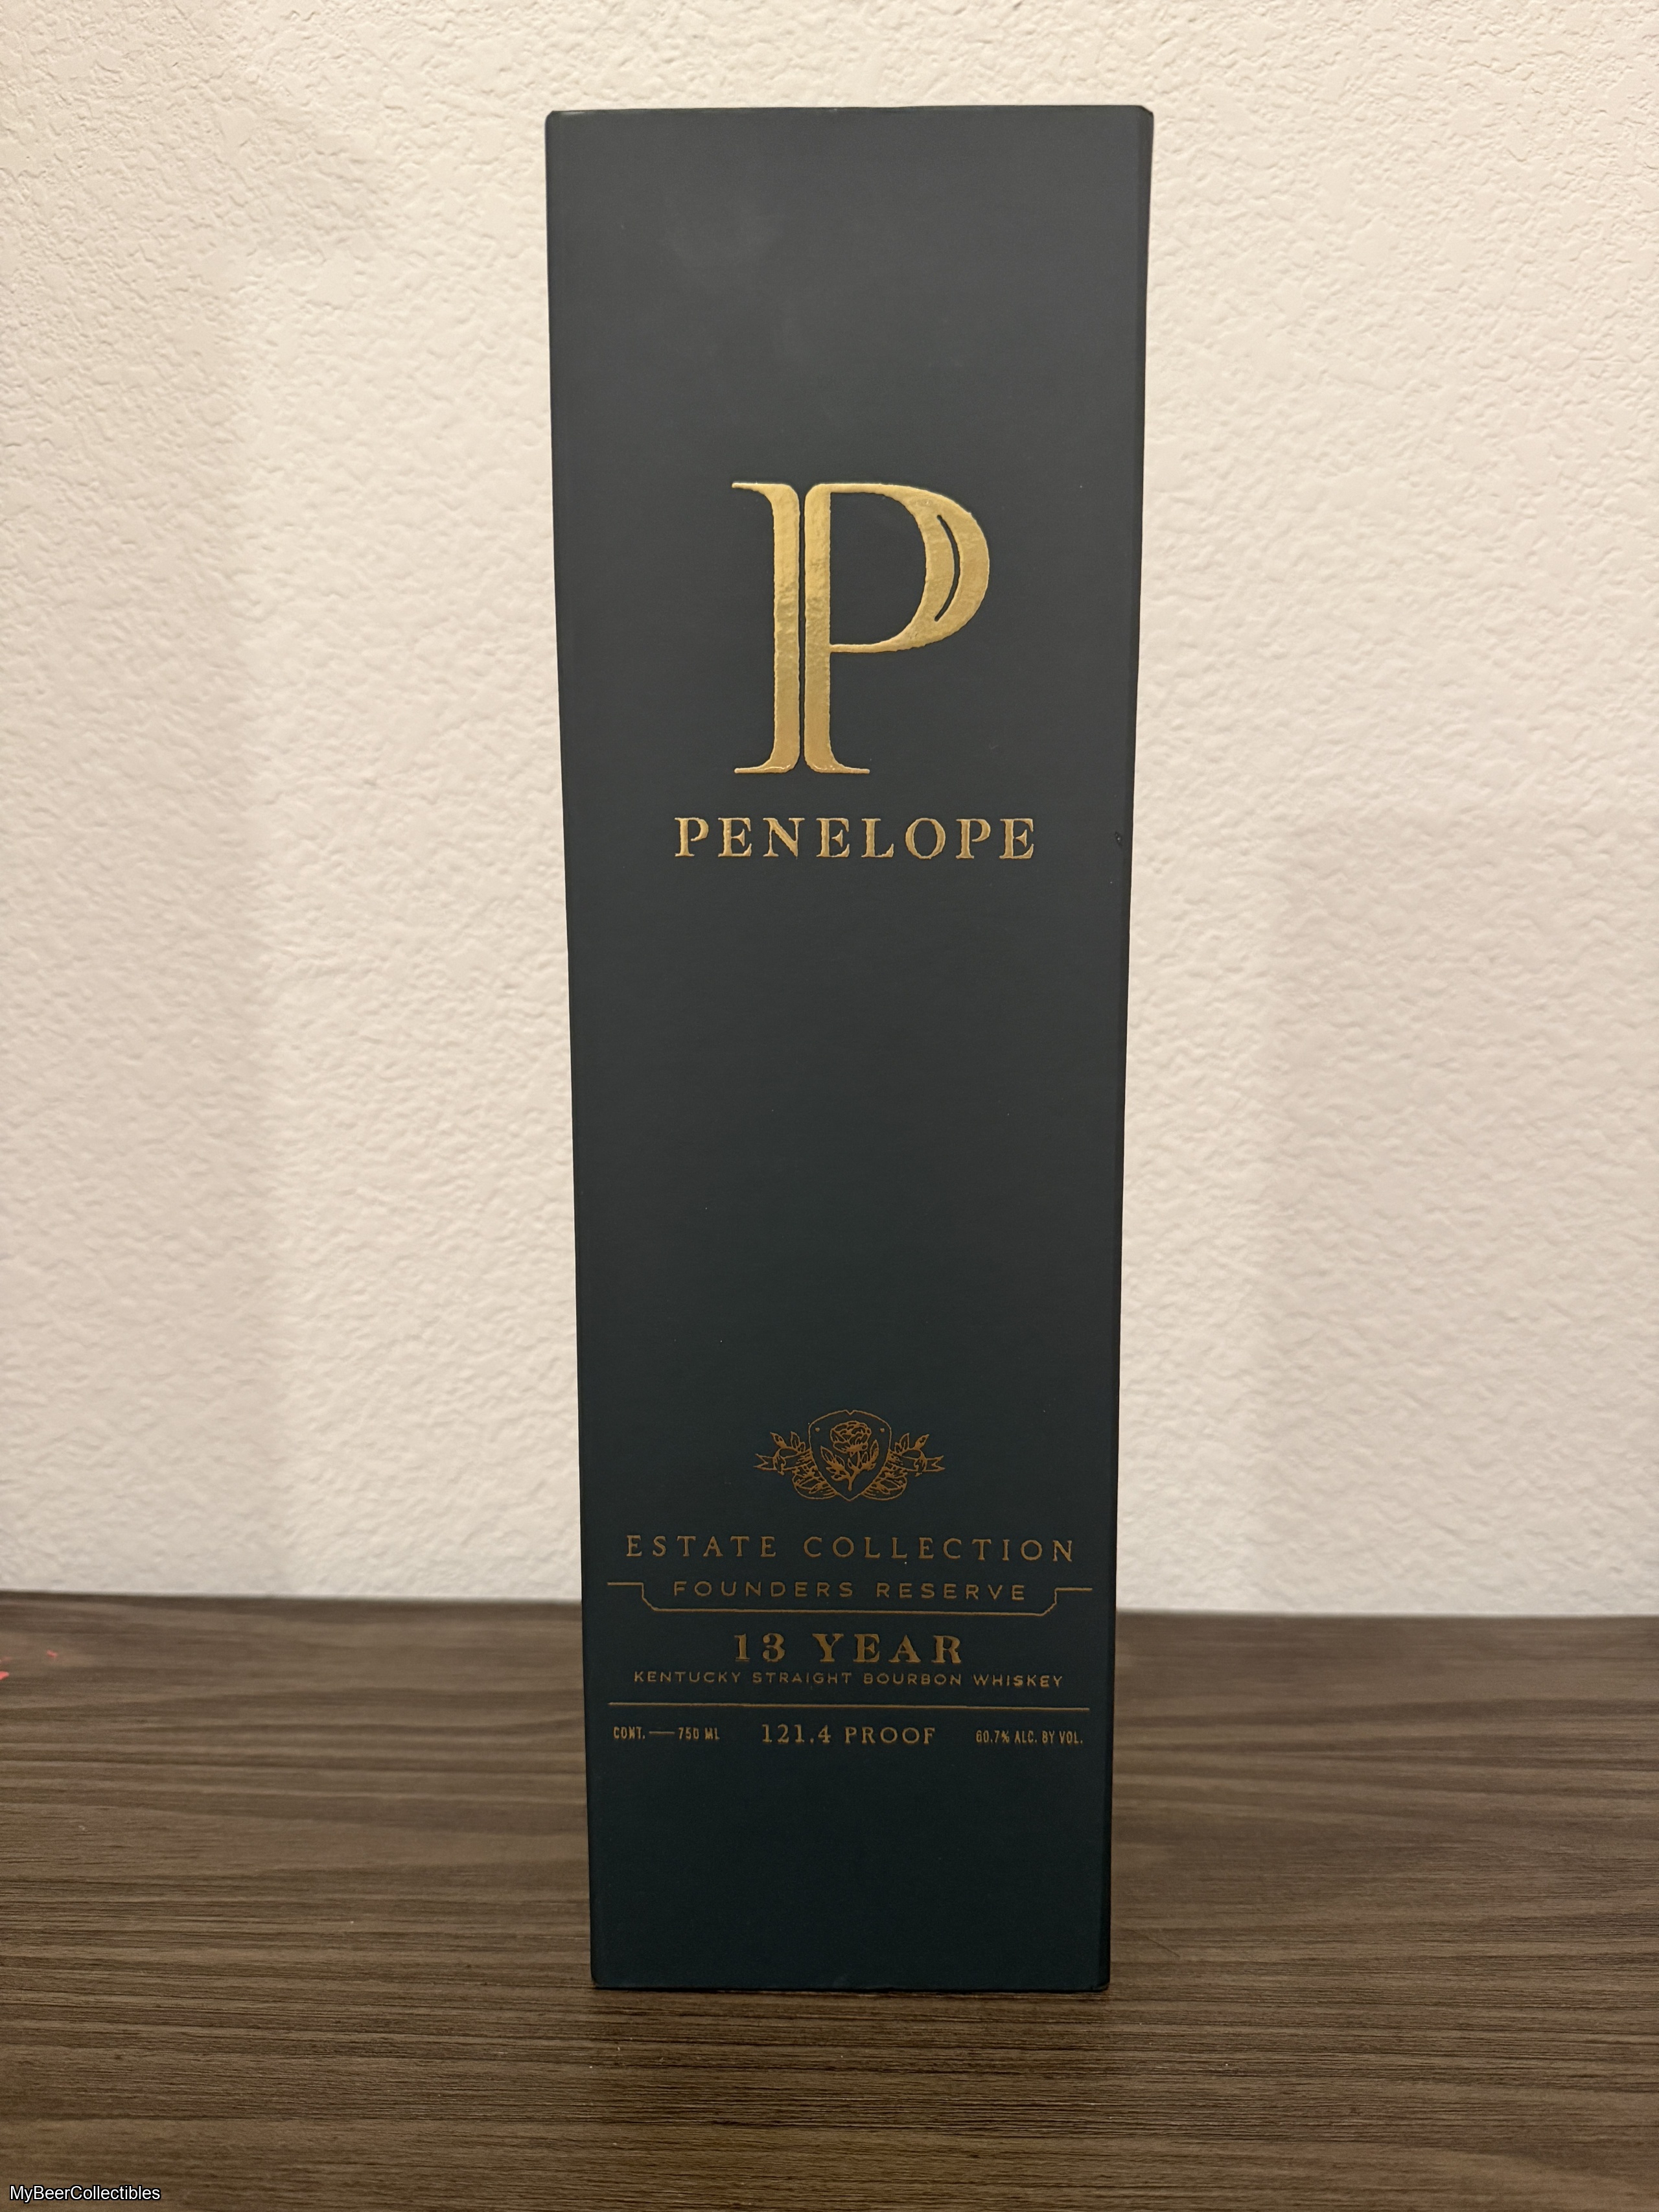 P
PENELOPE
ESTATE COLLECTION
FOUNDERS RESERVE
13 YEAR
KENTUCKY STRAIGHT BOURBON WHISKEY
CONT. — 750 ML 121.4 PROOF 60.7% ALC. BY VOL.
MyBeerCollectibles